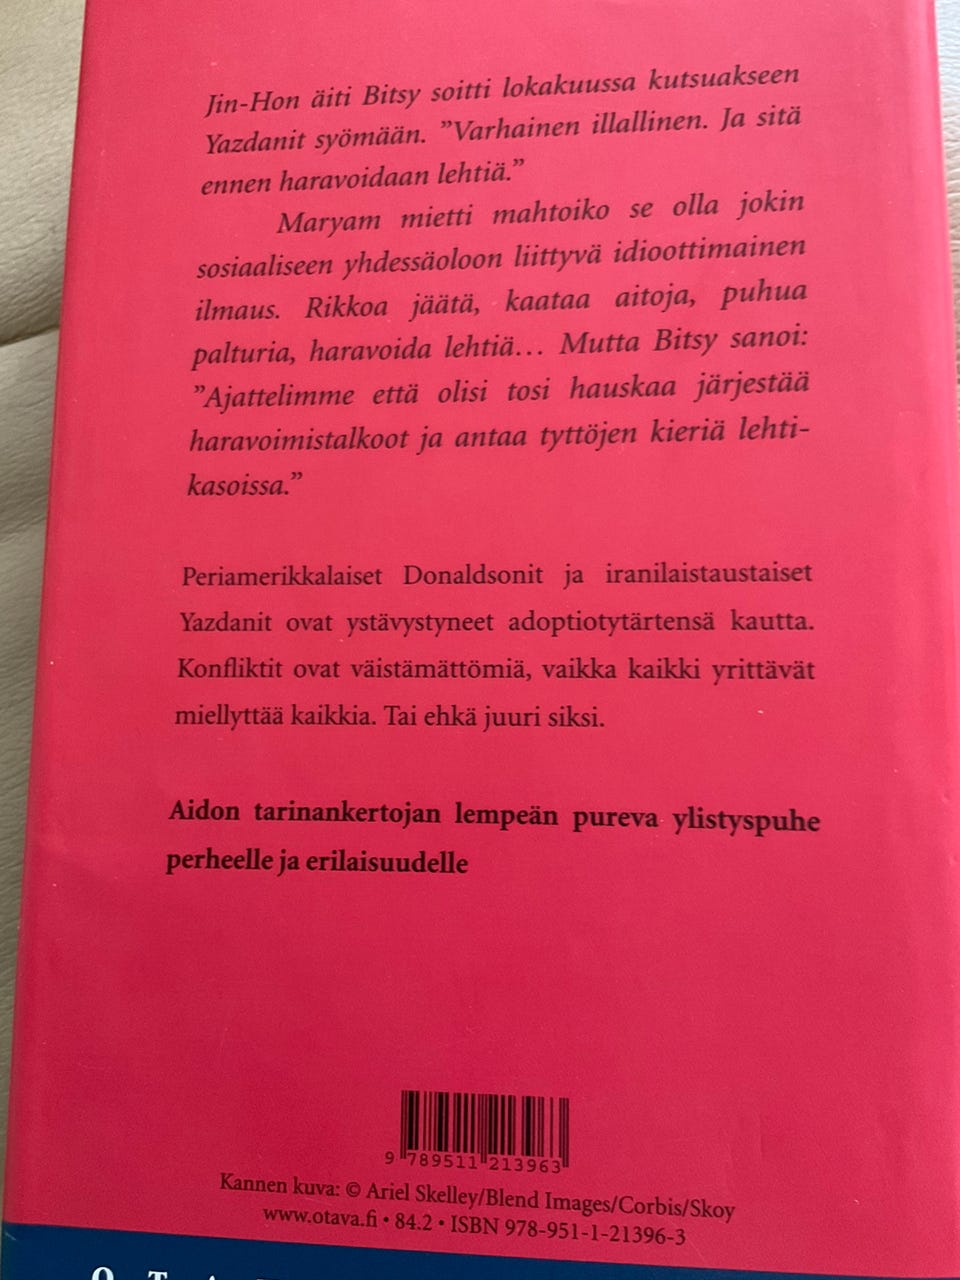 Jin-Hon äiti Bitsy soitti lokakuussa kutsuakseen
Yazdanit syömään. ”Varhainen illallinen. Ja sitä
ennen haravoidaan lehtiä.”
Maryam mietti mahtoiko se olla jokin
sosiaaliseen yhdessäoloon liittyvä idioottimainen
ilmaus. Rikkoa jäätä, kaataa aitoja, puhua
palturia, haravoida lehtiä… Mutta Bitsy sanoi:
”Ajattelimme että olisi tosi hauskaa järjestää
haravoimistalkoot ja antaa tyttöjen kieriä lehti-
kasoissa.”
Periamerikkalaiset Donaldsonit ja iranilaistaustaiset
Yazdanit ovat ystävystyneet adoptiotytärtensä kautta.
Konfliktit ovat väistämättömiä, vaikka kaikki yrittävät
miellyttää kaikkia. Tai ehkä juuri siksi.
Aidon tarinankertojan lempeän pureva ylistyspuhe
perheelle ja erilaisuudelle
9 789511 213963
Kannen kuva: © Ariel Skelley/Blend Images/Corbis/Skoy
www.otava.fi • 84.2 • ISBN 978-951-1-21396-3